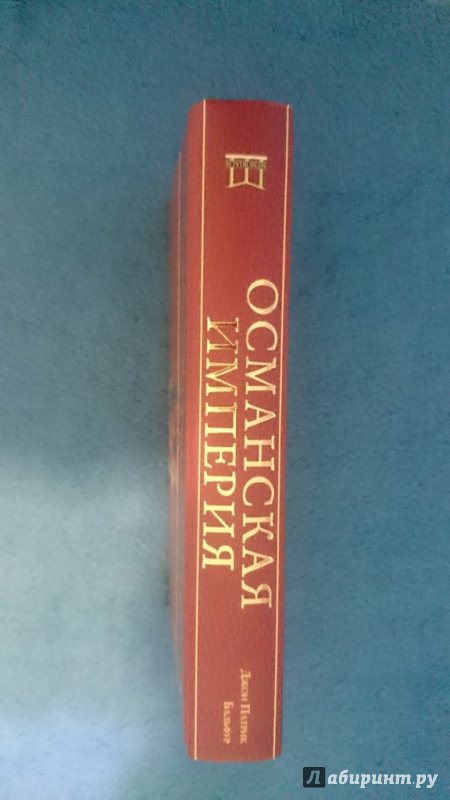 ОСМАНСКАЯ
ИМПЕРИЯ
Джон Патрик
Бальфур
Лабиринт.ру